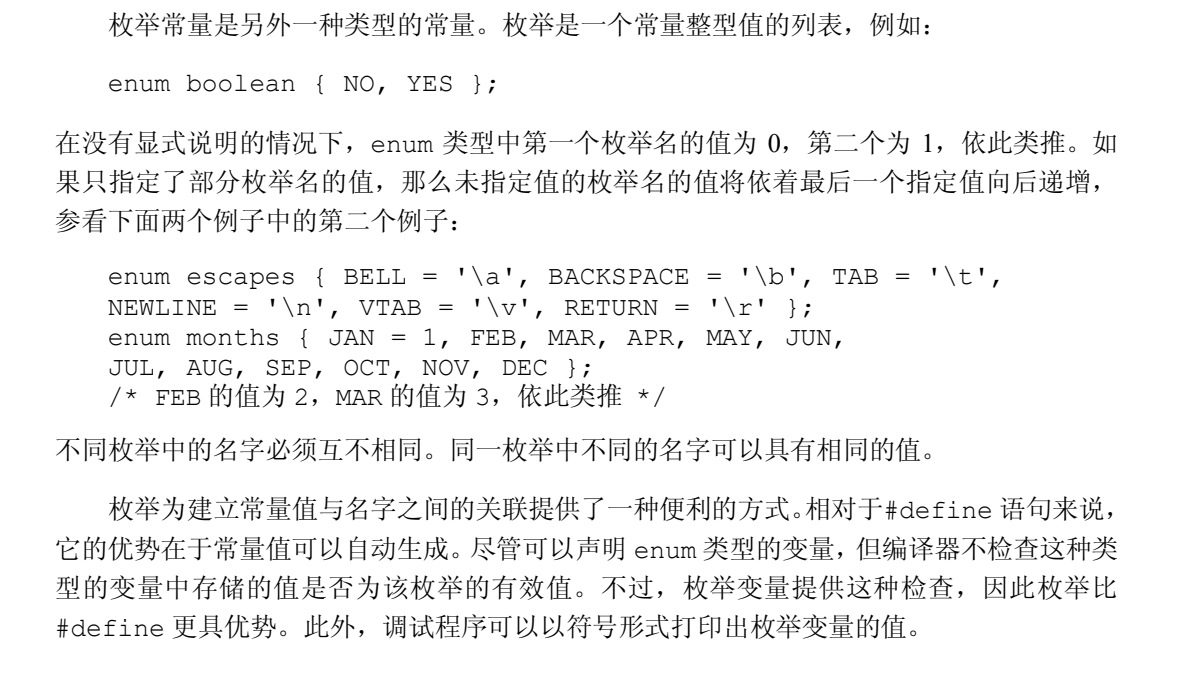 枚举常量是另外一种类型的常量。枚举是一个常量整型值的列表，例如：
enum boolean { NO, YES };
在没有显式说明的情况下，enum 类型中第一个枚举名的值为 0，第二个为 1，依此类推。如
果只指定了部分枚举名的值，那么未指定值的枚举名的值将依着最后一个指定值向后递增，
参看下面两个例子中的第二个例子：
enum escapes { BELL = '\a', BACKSPACE = '\b', TAB = '\t',
NEWLINE = '\n', VTAB = '\v', RETURN = '\r' };
enum months { JAN = 1, FEB, MAR, APR, MAY, JUN,
JUL, AUG, SEP, OCT, NOV, DEC };
/* FEB 的值为 2，MAR 的值为 3，依此类推 */
不同枚举中的名字必须互不相同。同一枚举中不同的名字可以具有相同的值。
枚举为建立常量值与名字之间的关联提供了一种便利的方式。相对于#define 语句来说，
它的优势在于常量值可以自动生成。尽管可以声明 enum 类型的变量，但编译器不检查这种类
型的变量中存储的值是否为该枚举的有效值。不过，枚举变量提供这种检查，因此枚举比
#define 更具优势。此外，调试程序可以以符号形式打印出枚举变量的值。